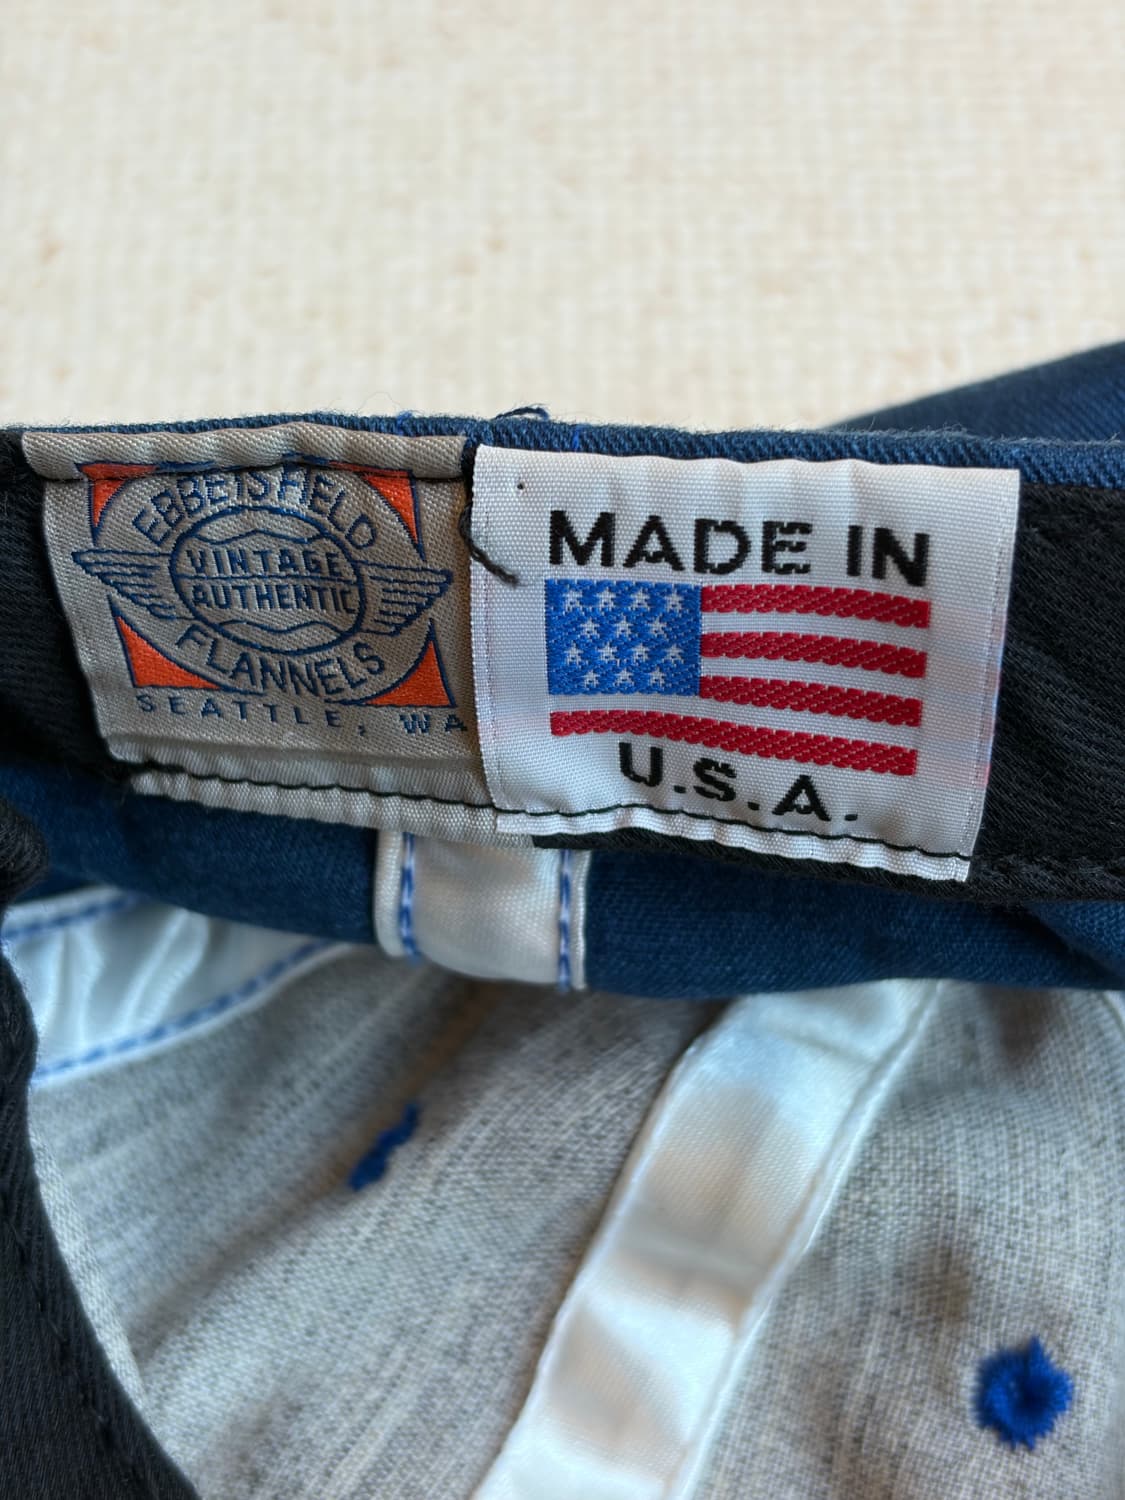 EBBETS FIELD
VINTAGE
AUTHENTIC
FLANNELS
SEATTLE, WA
MADE IN
U.S.A.